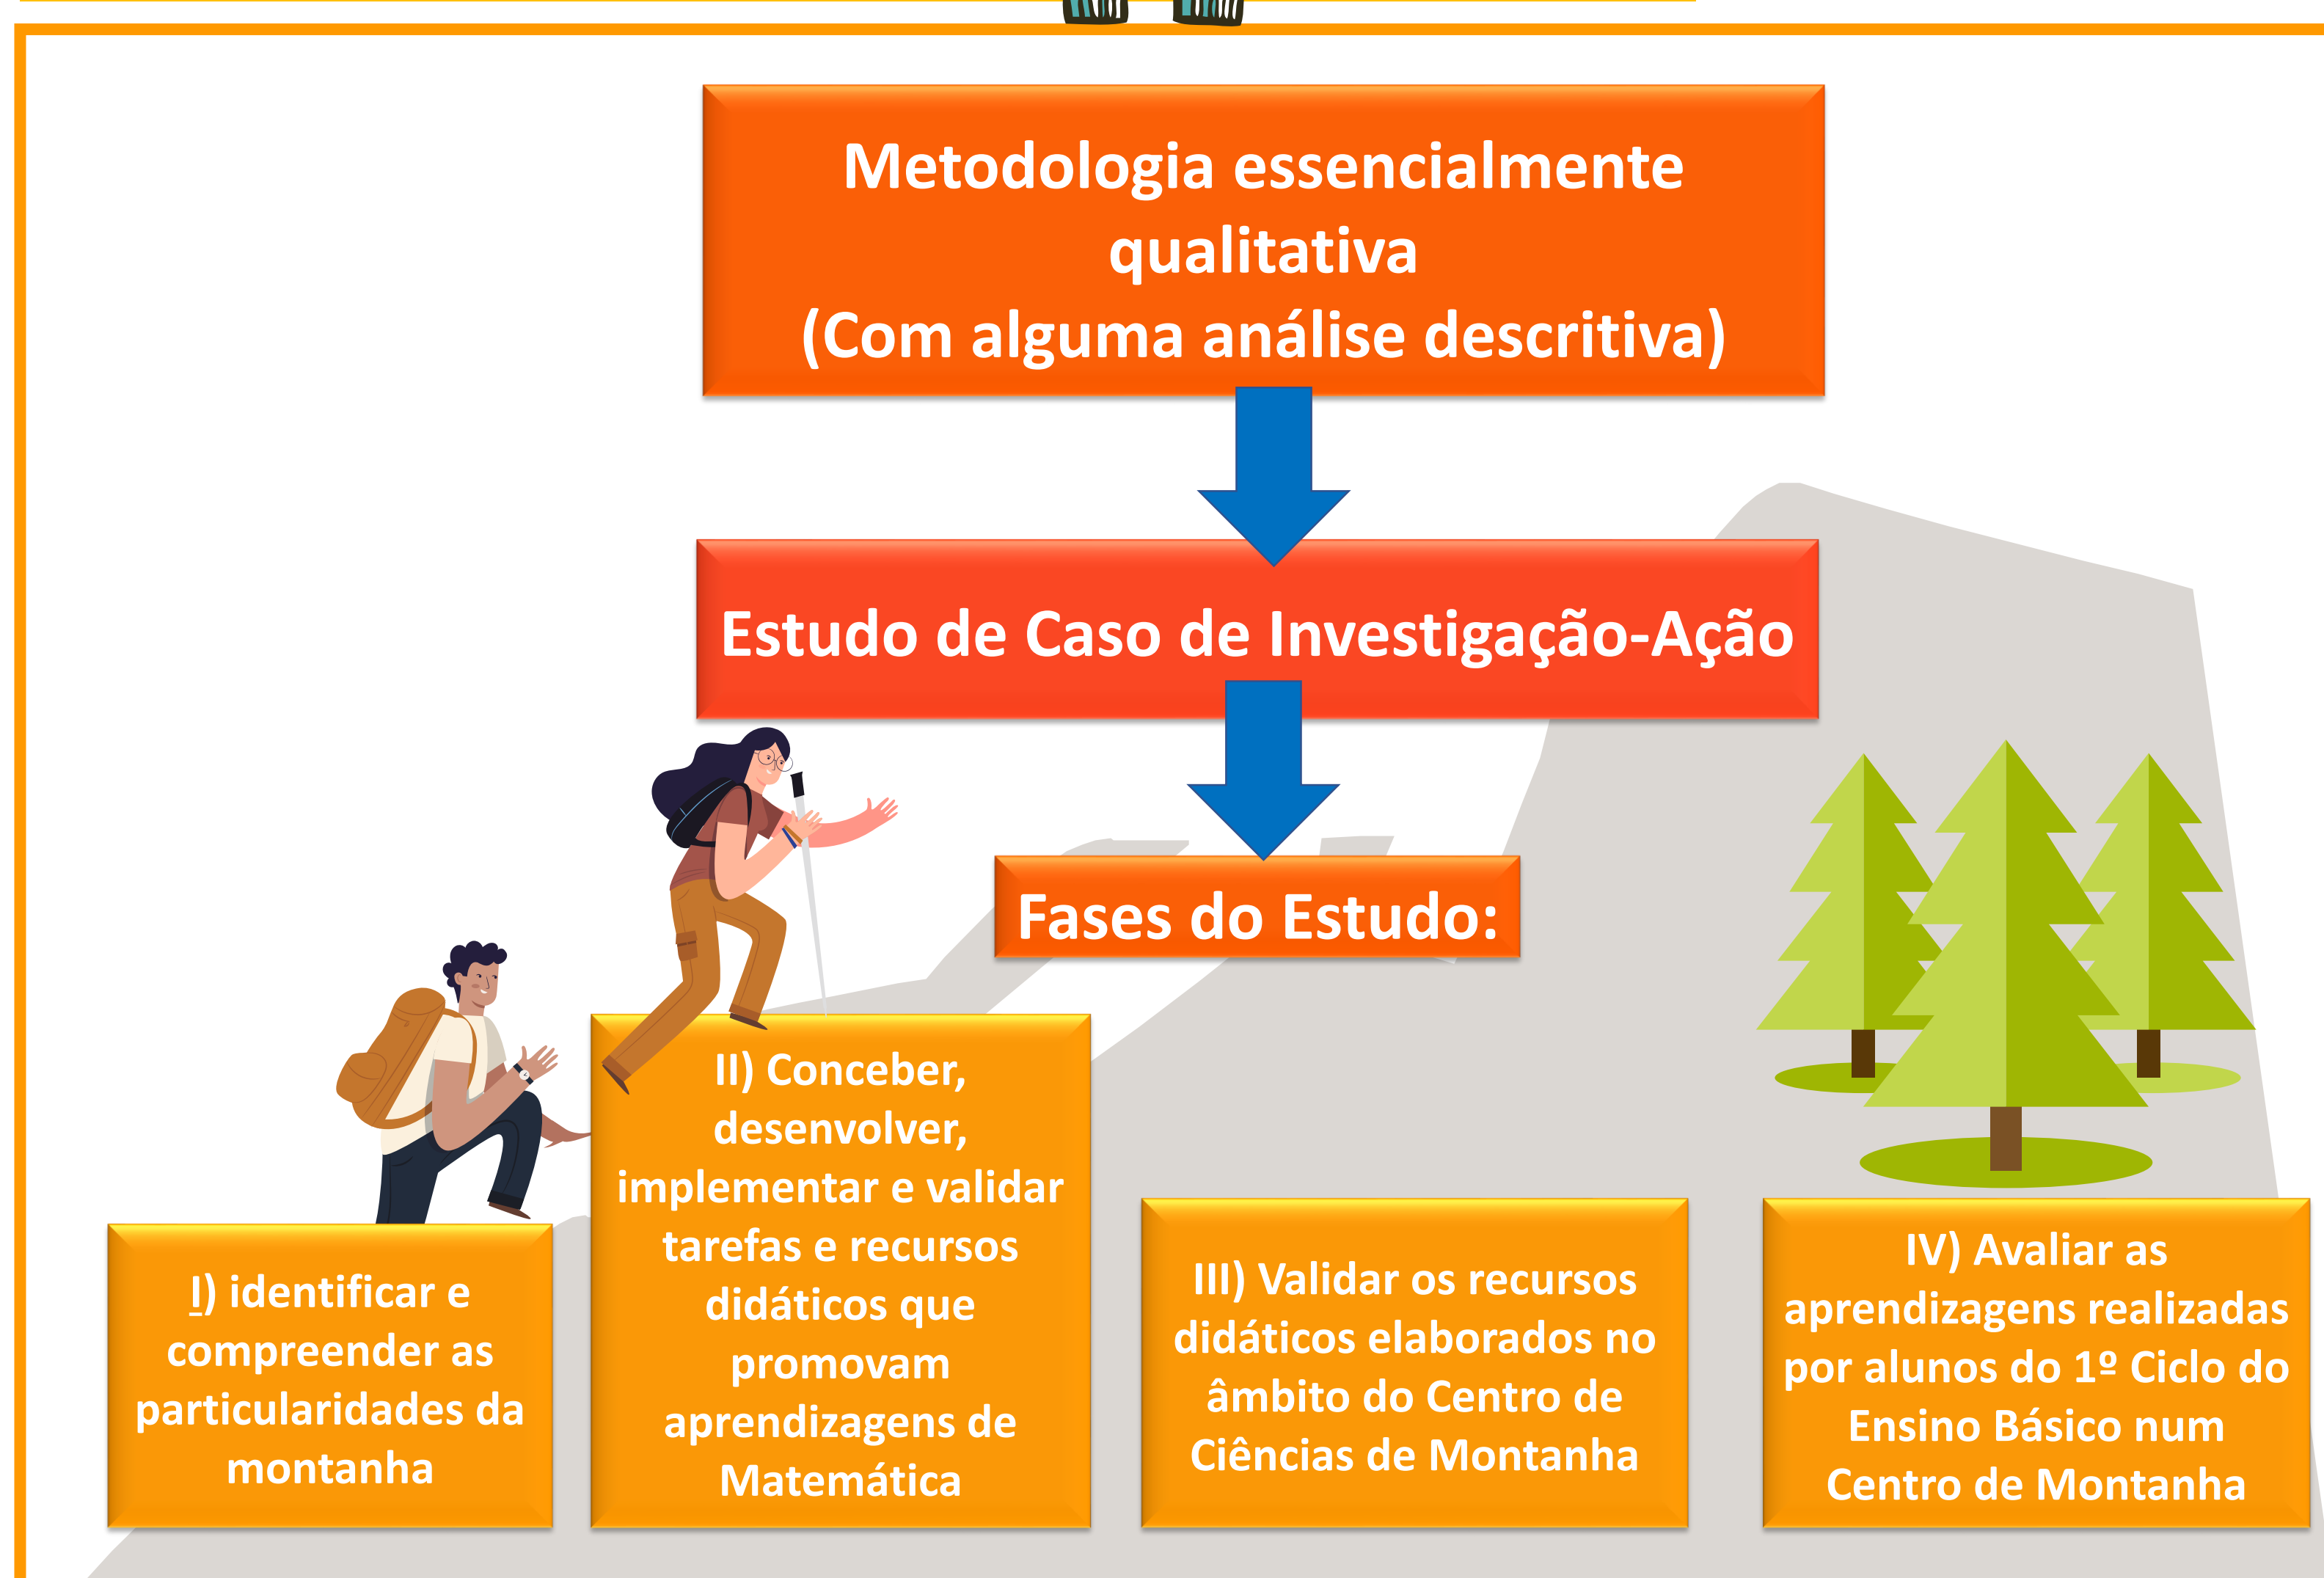 Metodologia essencialmente
qualitativa
(Com alguma análise descritiva)
Estudo de Caso de Investigação-Ação
Fases do Estudo:
I) identificar e
compreender as
particularidades da
montanha
II) Conceber,
desenvolver,
implementar e validar
tarefas e recursos
didáticos que
promovam
aprendizagens de
Matemática
III) Validar os recursos
didáticos elaborados no
âmbito do Centro de
Ciências de Montanha
IV) Avaliar as
aprendizagens realizadas
por alunos do 1º Ciclo do
Ensino Básico num
Centro de Montanha